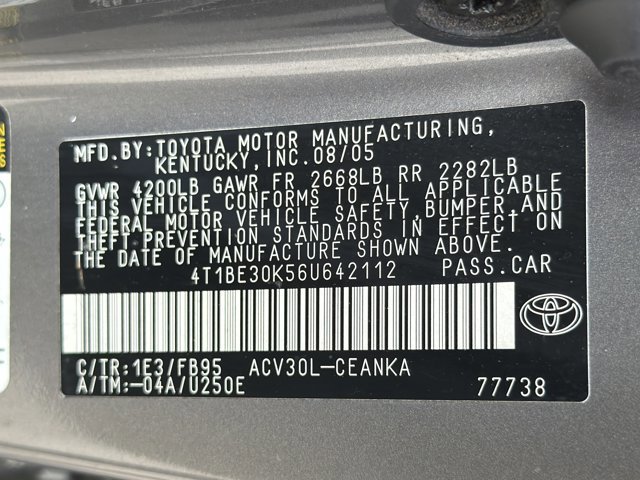 MFD.BY:TOYOTA MOTOR MANUFACTURING,
KENTUCKY,INC.08/05
GVWR 4200LB GAWR FR 2668LB RR 2282LB
THIS VEHICLE CONFORMS TO ALL APPLICABLE
FEDERAL MOTOR VEHICLE SAFETY,BUMPER,AND
THEFT PREVENTION STANDARDS IN EFFECT ON
THE DATE OF MANUFACTURE SHOWN ABOVE.
4T1BE30K56U642112 PASS.CAR
C/TR:1E3/FB95 ACV30L-CEANKA
A/TM:-04A/U250E 77738